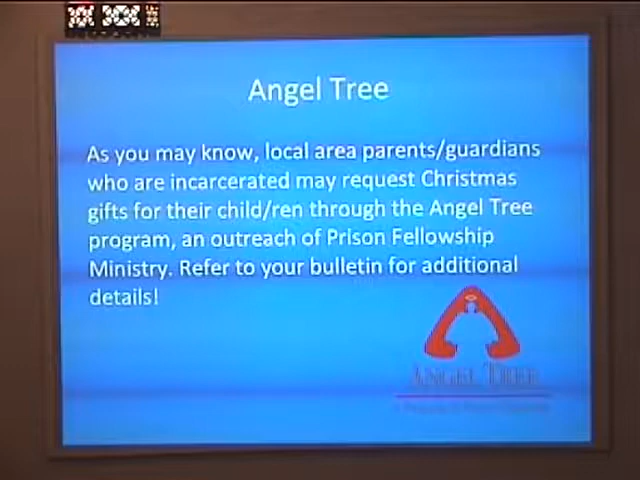 Angel Tree
As you may know, local area parents/guardians
who are incarcerated may request Christmas
gifts for their child/ren through the Angel Tree
program, an outreach of Prison Fellowship
Ministry. Refer to your bulletin for additional
details!
ANGEL TREE